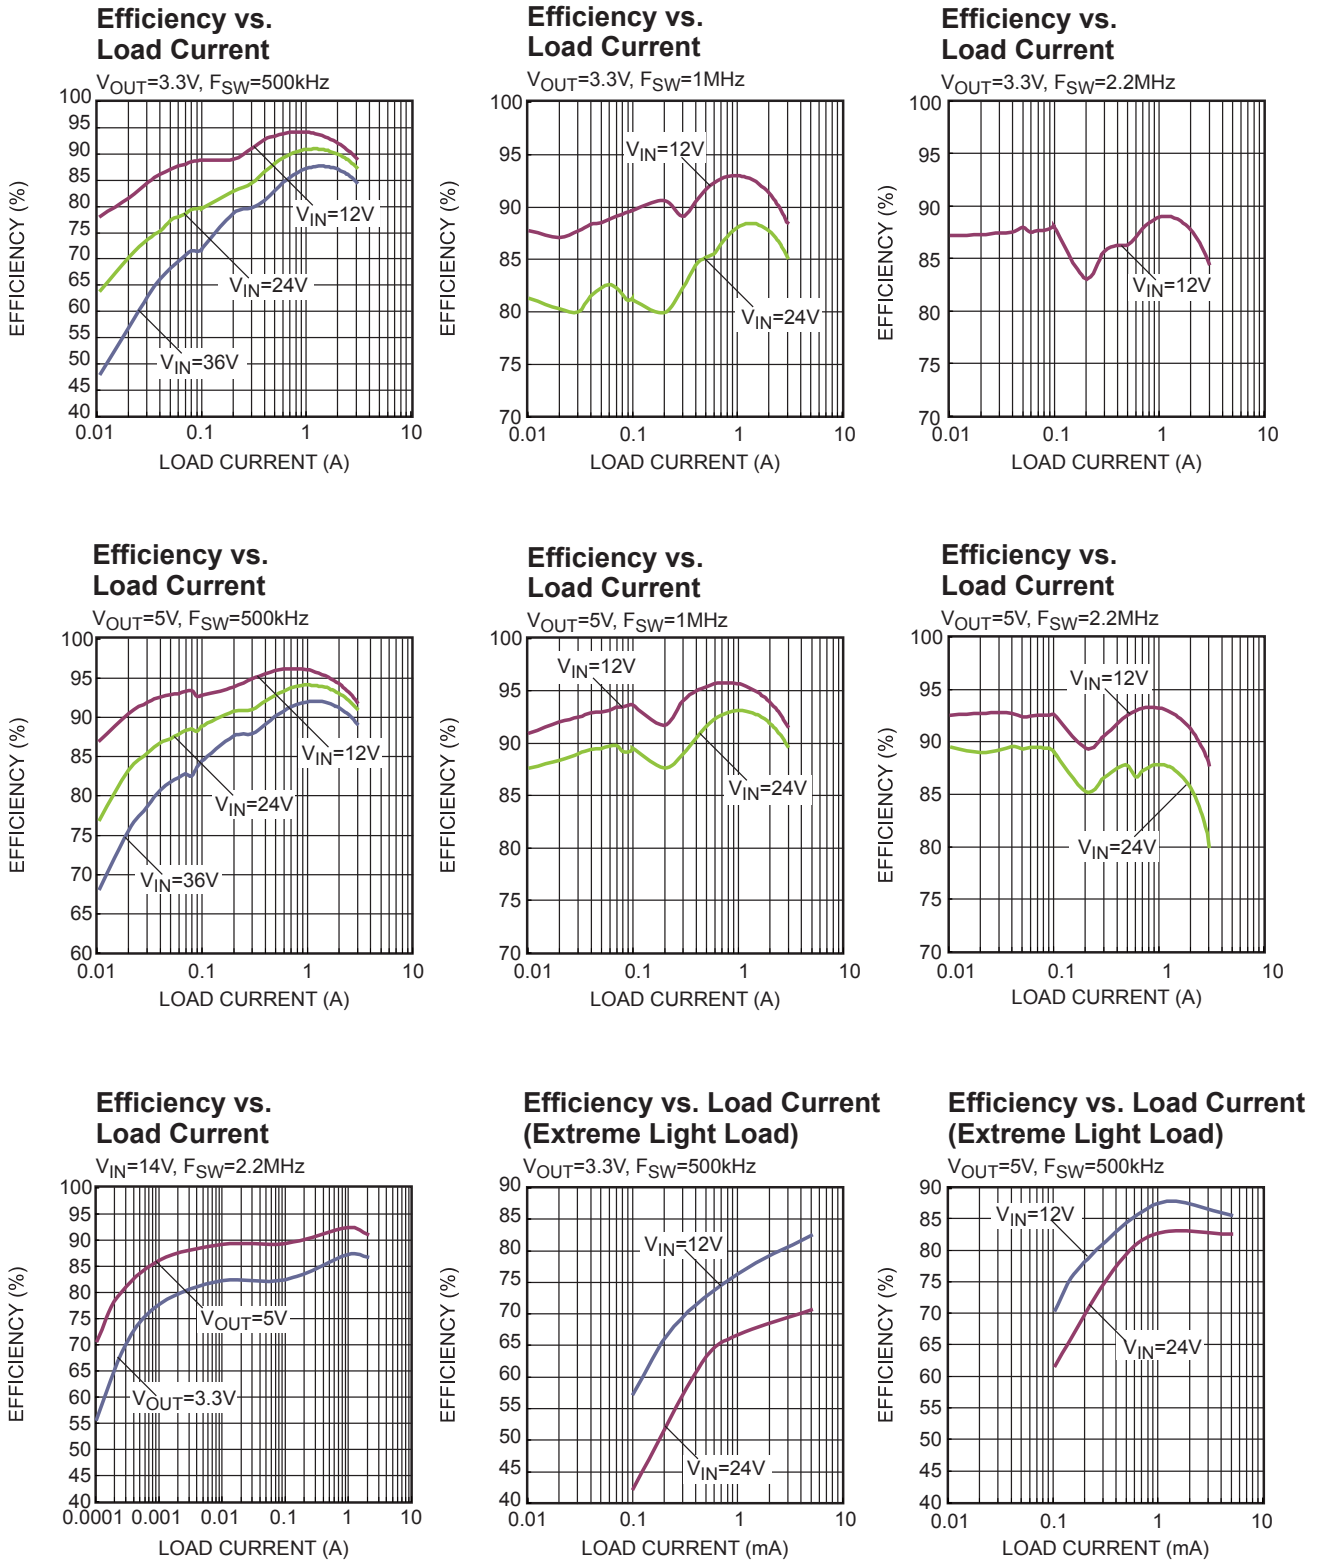 Efficiency vs.
Load Current
VOUT=3.3V, FSW=500kHz
100
95
90
85
80
75
70
65
60
55
50
45
40
EFFICIENCY (%)
VIN=12V
VIN=24V
VIN=36V
0.01 0.1 1 10
LOAD CURRENT (A)
Efficiency vs.
Load Current
VOUT=3.3V, FSW=1MHz
100
95
90
85
80
75
70
EFFICIENCY (%)
VIN=12V
VIN=24V
0.01 0.1 1 10
LOAD CURRENT (A)
Efficiency vs.
Load Current
VOUT=3.3V, FSW=2.2MHz
100
95
90
85
80
75
70
EFFICIENCY (%)
VIN=12V
0.01 0.1 1 10
LOAD CURRENT (A)
Efficiency vs.
Load Current
VOUT=5V, FSW=500kHz
100
95
90
85
80
75
70
65
60
EFFICIENCY (%)
VIN=12V
VIN=24V
VIN=36V
0.01 0.1 1 10
LOAD CURRENT (A)
Efficiency vs.
Load Current
VOUT=5V, FSW=1MHz
100
95
90
85
80
75
70
EFFICIENCY (%)
VIN=12V
VIN=24V
0.01 0.1 1 10
LOAD CURRENT (A)
Efficiency vs.
Load Current
VOUT=5V, FSW=2.2MHz
100
95
90
85
80
75
70
EFFICIENCY (%)
VIN=12V
VIN=24V
0.01 0.1 1 10
LOAD CURRENT (A)
Efficiency vs.
Load Current
VIN=14V, FSW=2.2MHz
100
95
90
85
80
75
70
65
60
55
50
45
40
EFFICIENCY (%)
VOUT=5V
VOUT=3.3V
0.0001 0.001 0.01 0.1 1 10
LOAD CURRENT (A)
Efficiency vs. Load Current
(Extreme Light Load)
VOUT=3.3V, FSW=500kHz
90
85
80
75
70
65
60
55
50
45
40
EFFICIENCY (%)
VIN=12V
VIN=24V
0.01 0.1 1 10
LOAD CURRENT (mA)
Efficiency vs. Load Current
(Extreme Light Load)
VOUT=5V, FSW=500kHz
90
85
80
75
70
65
60
55
50
45
40
EFFICIENCY (%)
VIN=12V
VIN=24V
0.01 0.1 1 10
LOAD CURRENT (mA)